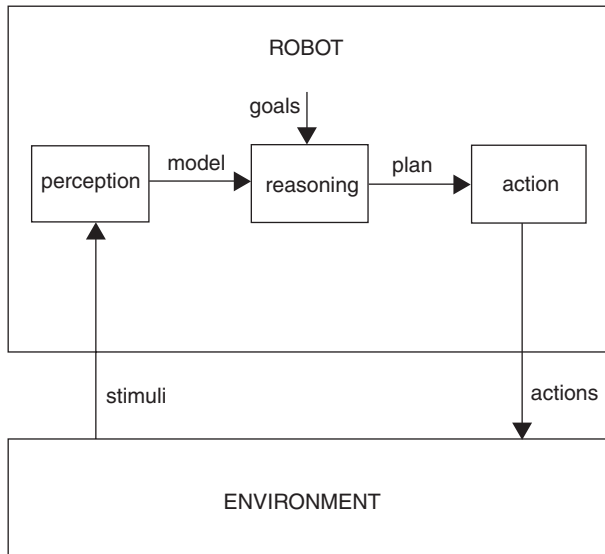 ROBOT
goals
perception
model
reasoning
plan
action
stimuli
actions
ENVIRONMENT